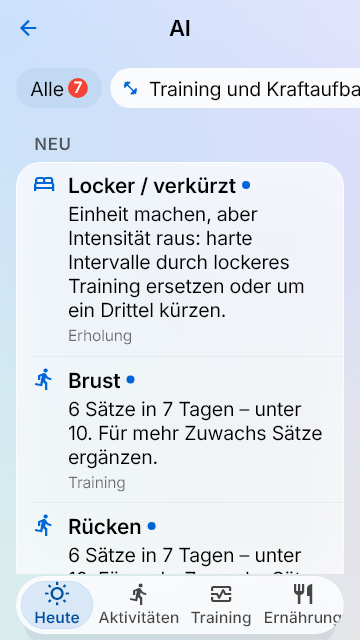 AI
Alle 7 Training und Kraftaufba
NEU
Locker / verkürzt
Einheit machen, aber
Intensität raus: harte
Intervalle durch lockeres
Training ersetzen oder um
ein Drittel kürzen.
Erholung
Brust
6 Sätze in 7 Tagen – unter
10. Für mehr Zuwachs Sätze
ergänzen.
Training
Rücken
6 Sätze in 7 Tagen – unter
Heute Aktivitäten Training Ernährung